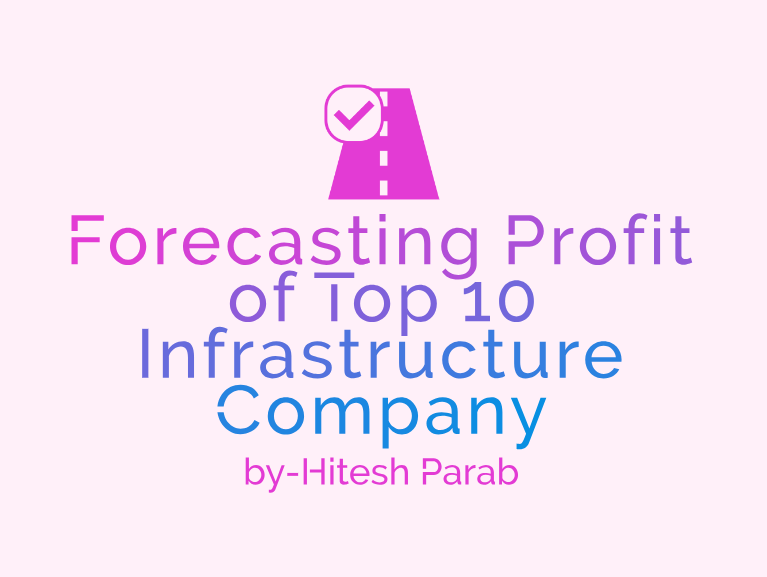 Forecasting Profit
of Top 10
Infrastructure
Company
by-Hitesh Parab